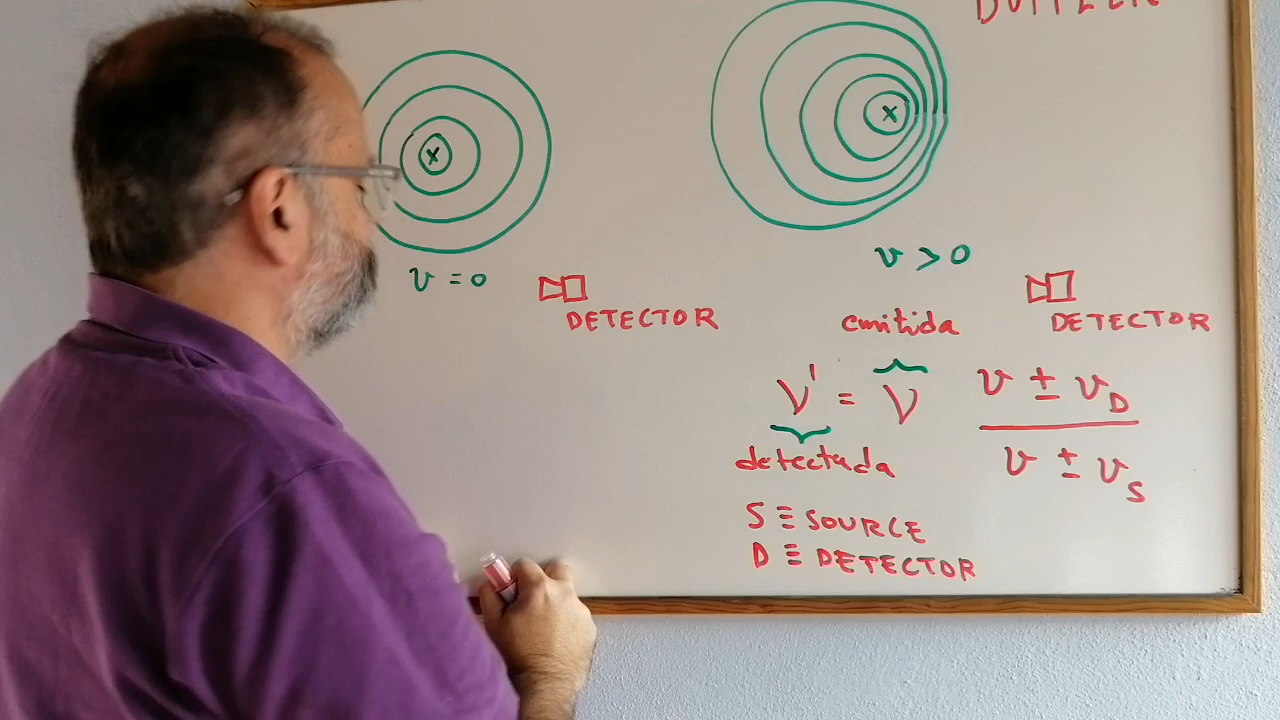 DOPPLER
v = 0
DETECTOR
v > 0
DETECTOR
emitida
ν' = ν (v ± v_D) / (v ± v_S)
detectada
S ≡ SOURCE
D ≡ DETECTOR